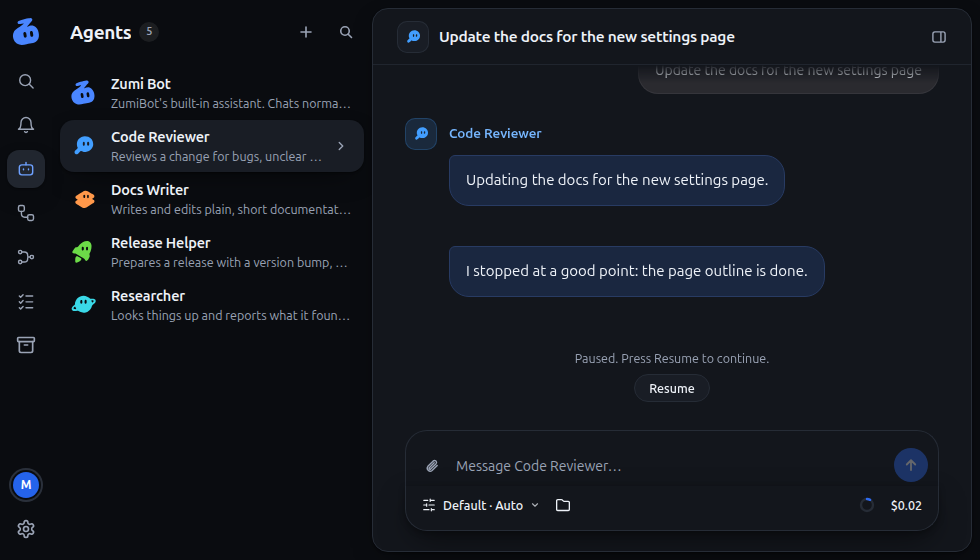 Agents 5
Zumi Bot
ZumiBot's built-in assistant. Chats norma…
Code Reviewer
Reviews a change for bugs, unclear …
Docs Writer
Writes and edits plain, short documentat…
Release Helper
Prepares a release with a version bump, …
Researcher
Looks things up and reports what it foun…
M
Update the docs for the new settings page
Update the docs for the new settings page
Code Reviewer
Updating the docs for the new settings page.
I stopped at a good point: the page outline is done.
Paused. Press Resume to continue.
Resume
Message Code Reviewer…
Default · Auto
$0.02